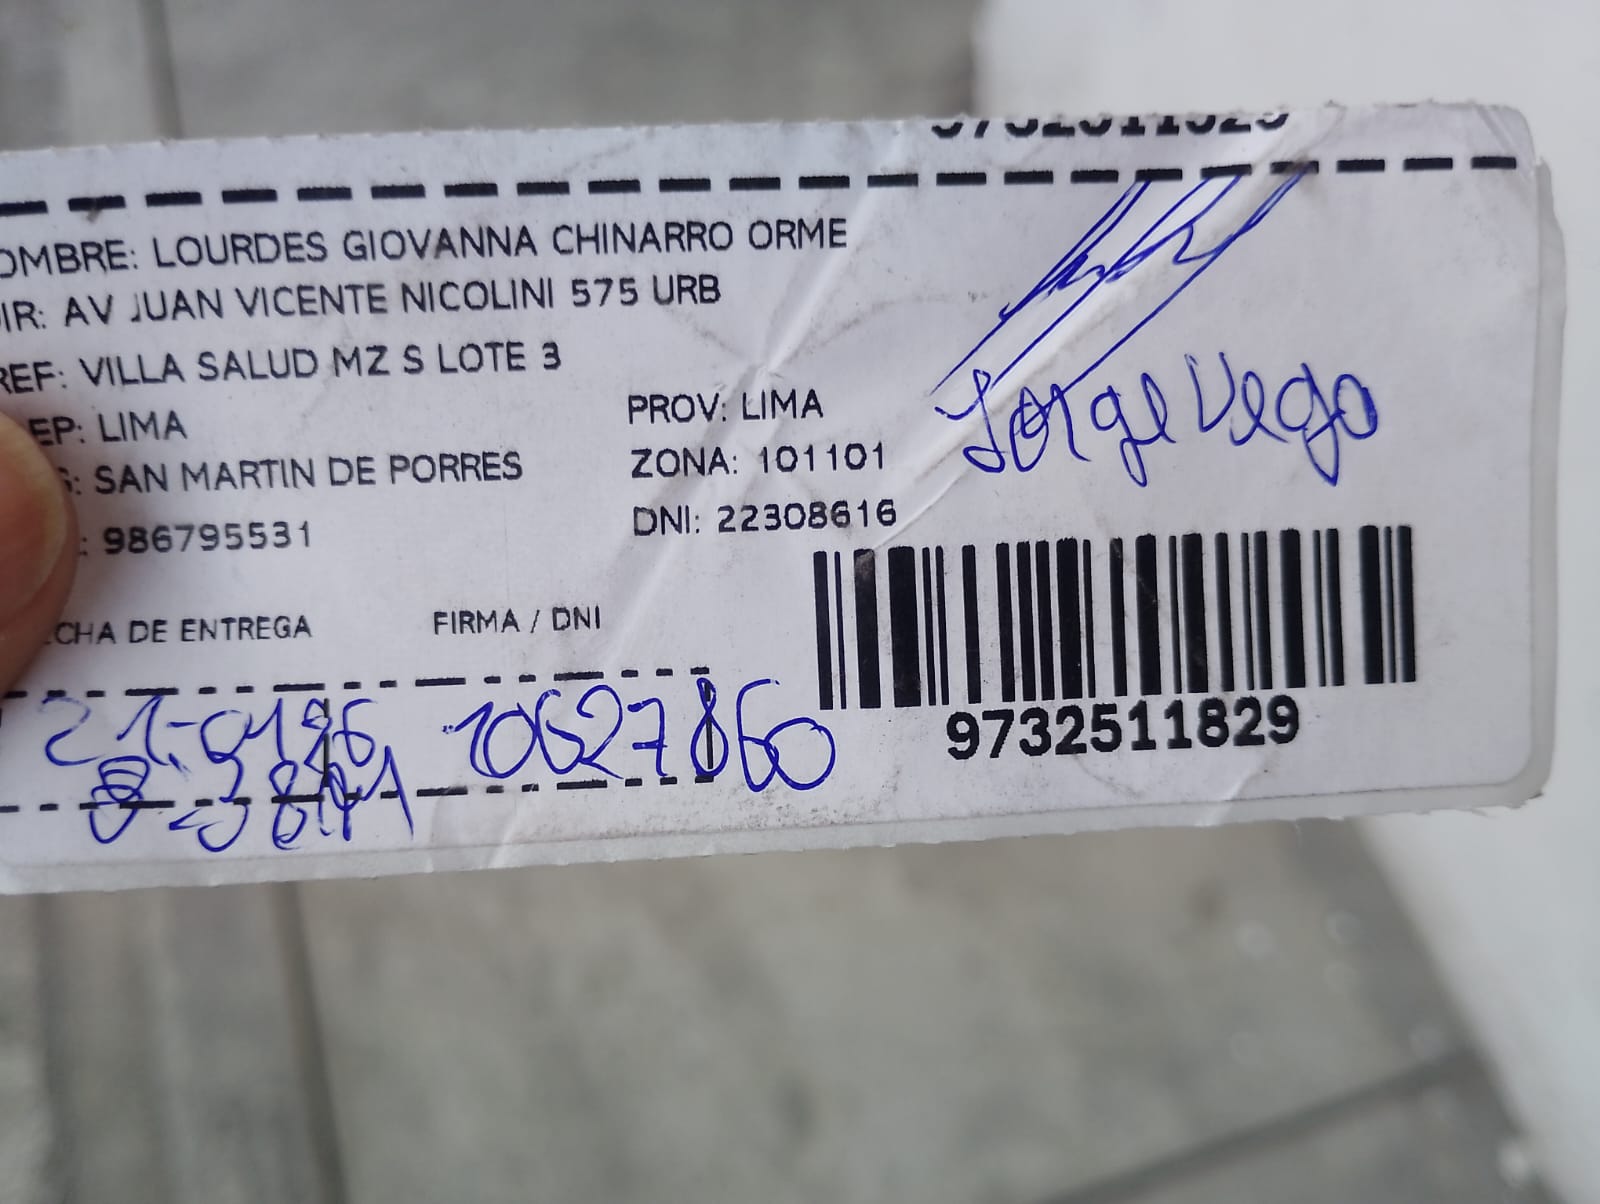 9732511829
OMBRE: LOURDES GIOVANNA CHINARRO ORME
IR: AV JUAN VICENTE NICOLINI 575 URB
REF: VILLA SALUD MZ S LOTE 3
EP: LIMA
PROV: LIMA
S: SAN MARTIN DE PORRES
ZONA: 101101
: 986795531
DNI: 22308616
Jorge Vega
CHA DE ENTREGA
FIRMA / DNI
10627860
9732511829